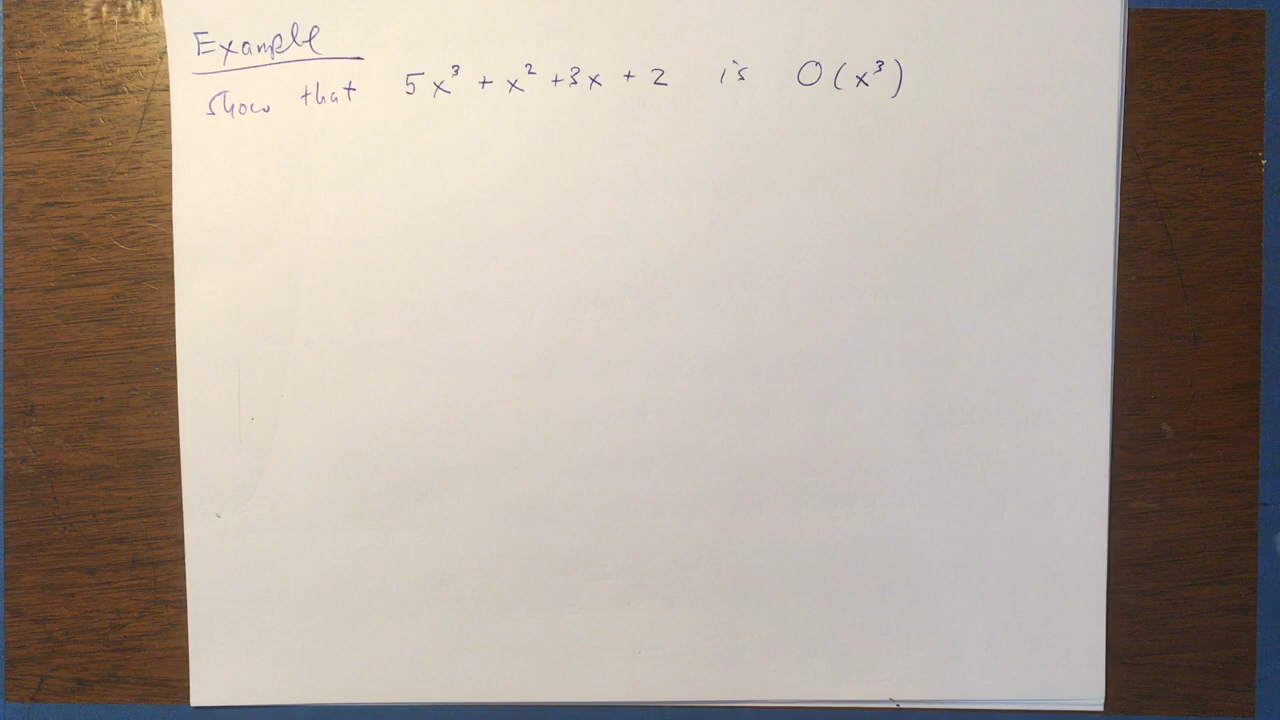 Example
Show that 5x³ + x² + 3x + 2 is O(x³)